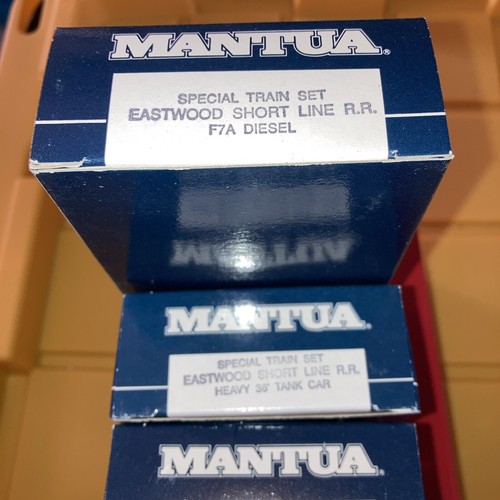 MANTUA®
SPECIAL TRAIN SET
EASTWOOD SHORT LINE R.R.
F7A DIESEL
MANTUA®
SPECIAL TRAIN SET
EASTWOOD SHORT LINE R.R.
HEAVY 36' TANK CAR
MANTUA®